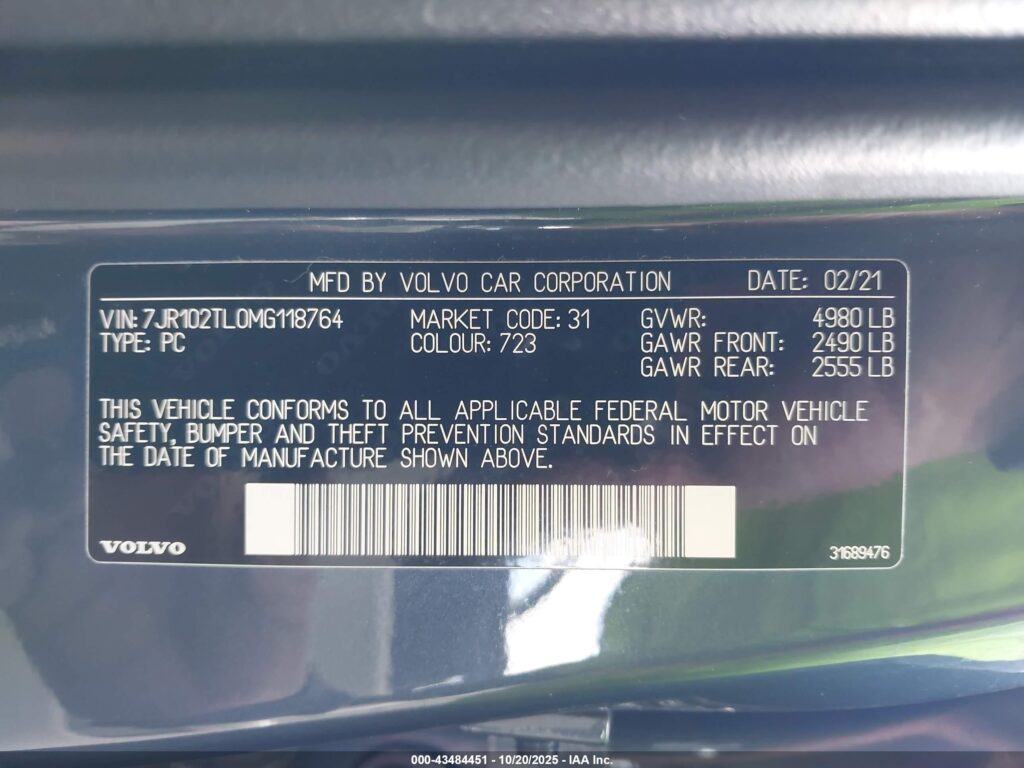 MFD BY VOLVO CAR CORPORATION DATE: 02/21
VIN: 7JR102TL0MG118764 MARKET CODE: 31 GVWR: 4980 LB
TYPE: PC COLOUR: 723 GAWR FRONT: 2490 LB
GAWR REAR: 2555 LB
THIS VEHICLE CONFORMS TO ALL APPLICABLE FEDERAL MOTOR VEHICLE
SAFETY, BUMPER AND THEFT PREVENTION STANDARDS IN EFFECT ON
THE DATE OF MANUFACTURE SHOWN ABOVE.
VOLVO 31689476
000-43484451 - 10/20/2025 - IAA Inc.